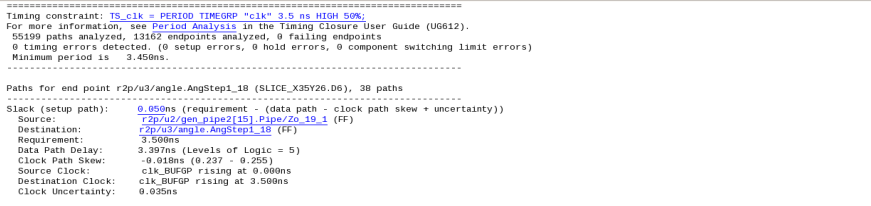 ================================================================================
Timing constraint: TS_clk = PERIOD TIMEGRP "clk" 3.5 ns HIGH 50%;
For more information, see Period Analysis in the Timing Closure User Guide (UG612).
55199 paths analyzed, 13162 endpoints analyzed, 0 failing endpoints
0 timing errors detected. (0 setup errors, 0 hold errors, 0 component switching limit errors)
Minimum period is 3.450ns.
--------------------------------------------------------------------------------
Paths for end point r2p/u3/angle.AngStep1_18 (SLICE_X35Y26.D6), 38 paths
--------------------------------------------------------------------------------
Slack (setup path): 0.050ns (requirement - (data path - clock path skew + uncertainty))
Source: r2p/u2/gen_pipe2[15].Pipe/Zo_19_1 (FF)
Destination: r2p/u3/angle.AngStep1_18 (FF)
Requirement: 3.500ns
Data Path Delay: 3.397ns (Levels of Logic = 5)
Clock Path Skew: -0.018ns (0.237 - 0.255)
Source Clock: clk_BUFGP rising at 0.000ns
Destination Clock: clk_BUFGP rising at 3.500ns
Clock Uncertainty: 0.035ns